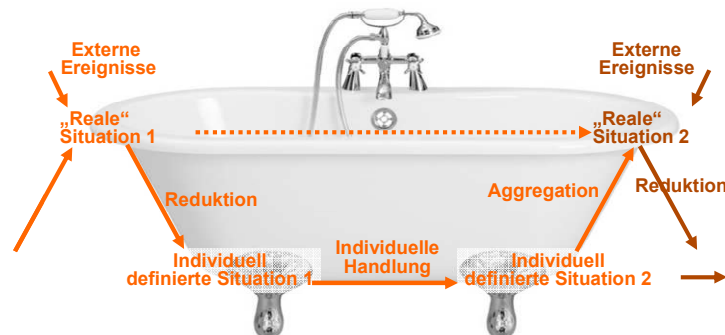 Externe
Ereignisse
Externe
Ereignisse
„Reale“
Situation 1
„Reale“
Situation 2
Reduktion
Aggregation
Reduktion
Individuelle
Handlung
Individuell
definierte Situation 1
Individuell
definierte Situation 2